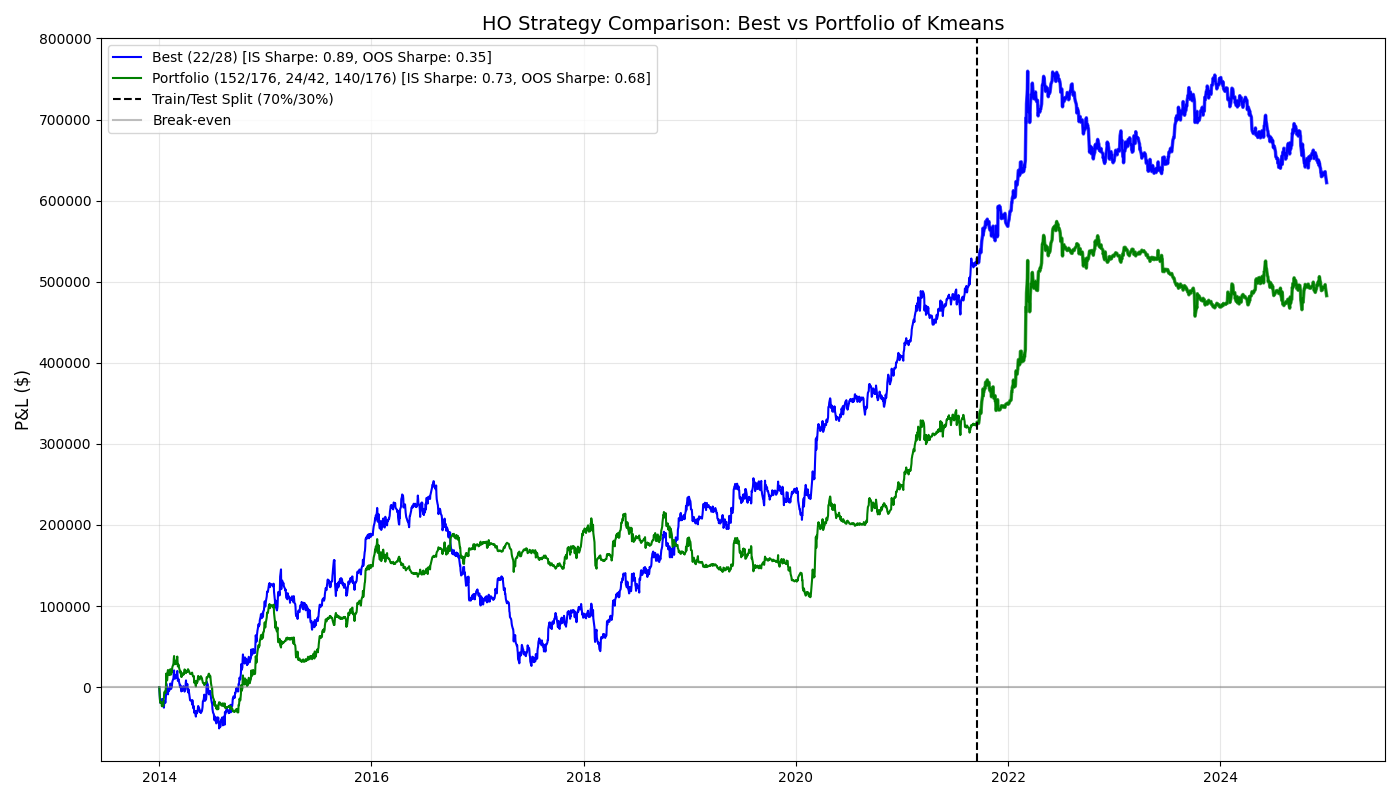 HO Strategy Comparison: Best vs Portfolio of Kmeans
Best (22/28) [IS Sharpe: 0.89, OOS Sharpe: 0.35]
Portfolio (152/176, 24/42, 140/176) [IS Sharpe: 0.73, OOS Sharpe: 0.68]
Train/Test Split (70%/30%)
Break-even
P&L ($)
800000
700000
600000
500000
400000
300000
200000
100000
0
2014
2016
2018
2020
2022
2024